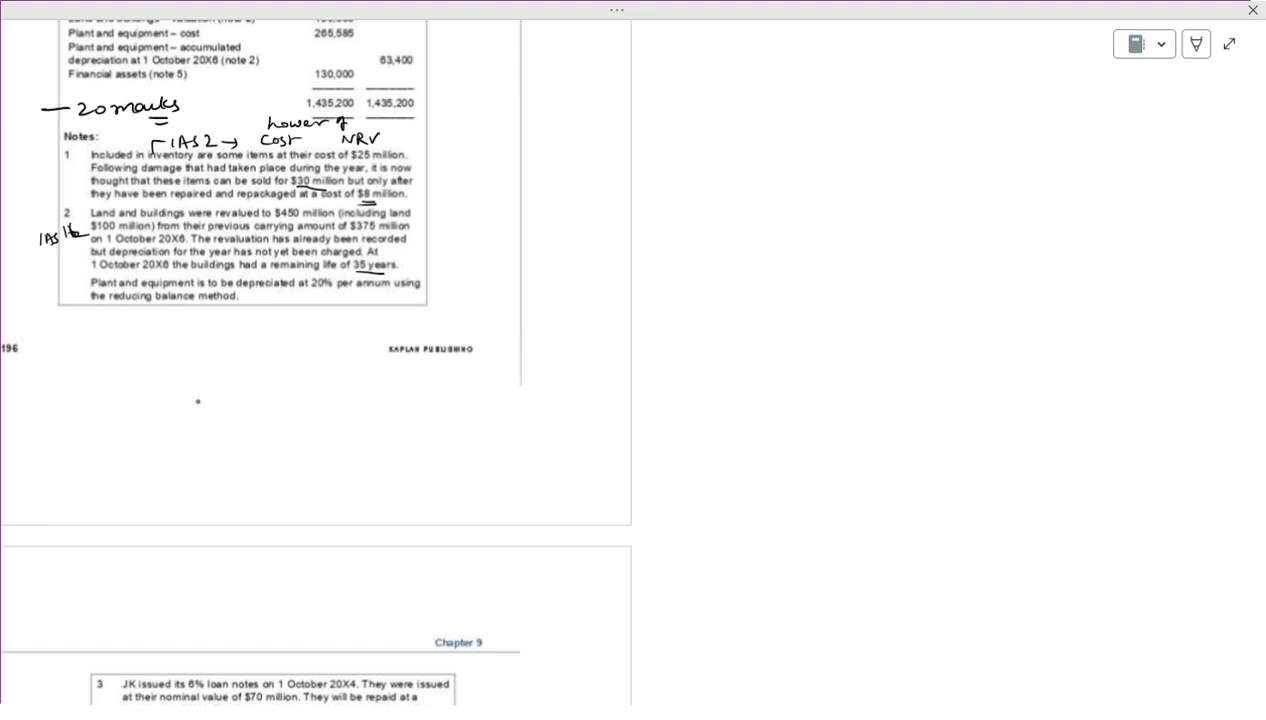 Plant and equipment – cost 265,585
Plant and equipment – accumulated
depreciation at 1 October 20X6 (note 2) 63,400
Financial assets (note 5) 130,000
— 20 marks
1,435,200 1,435,200
Lower of
Notes:
IAS 2 → Cost NRV
1 Included in inventory are some items at their cost of $25 million.
Following damage that had taken place during the year, it is now
thought that these items can be sold for $30 million but only after
they have been repaired and repackaged at a cost of $8 million.
2 Land and buildings were revalued to $450 million (including land
$100 million) from their previous carrying amount of $375 million
IAS 16
on 1 October 20X6. The revaluation has already been recorded
but depreciation for the year has not yet been charged. At
1 October 20X6 the buildings had a remaining life of 35 years.
Plant and equipment is to be depreciated at 20% per annum using
the reducing balance method.
196 KAPLAN PUBLISHING
Chapter 9
3 JK issued its 6% loan notes on 1 October 20X4. They were issued
at their nominal value of $70 million. They will be repaid at a